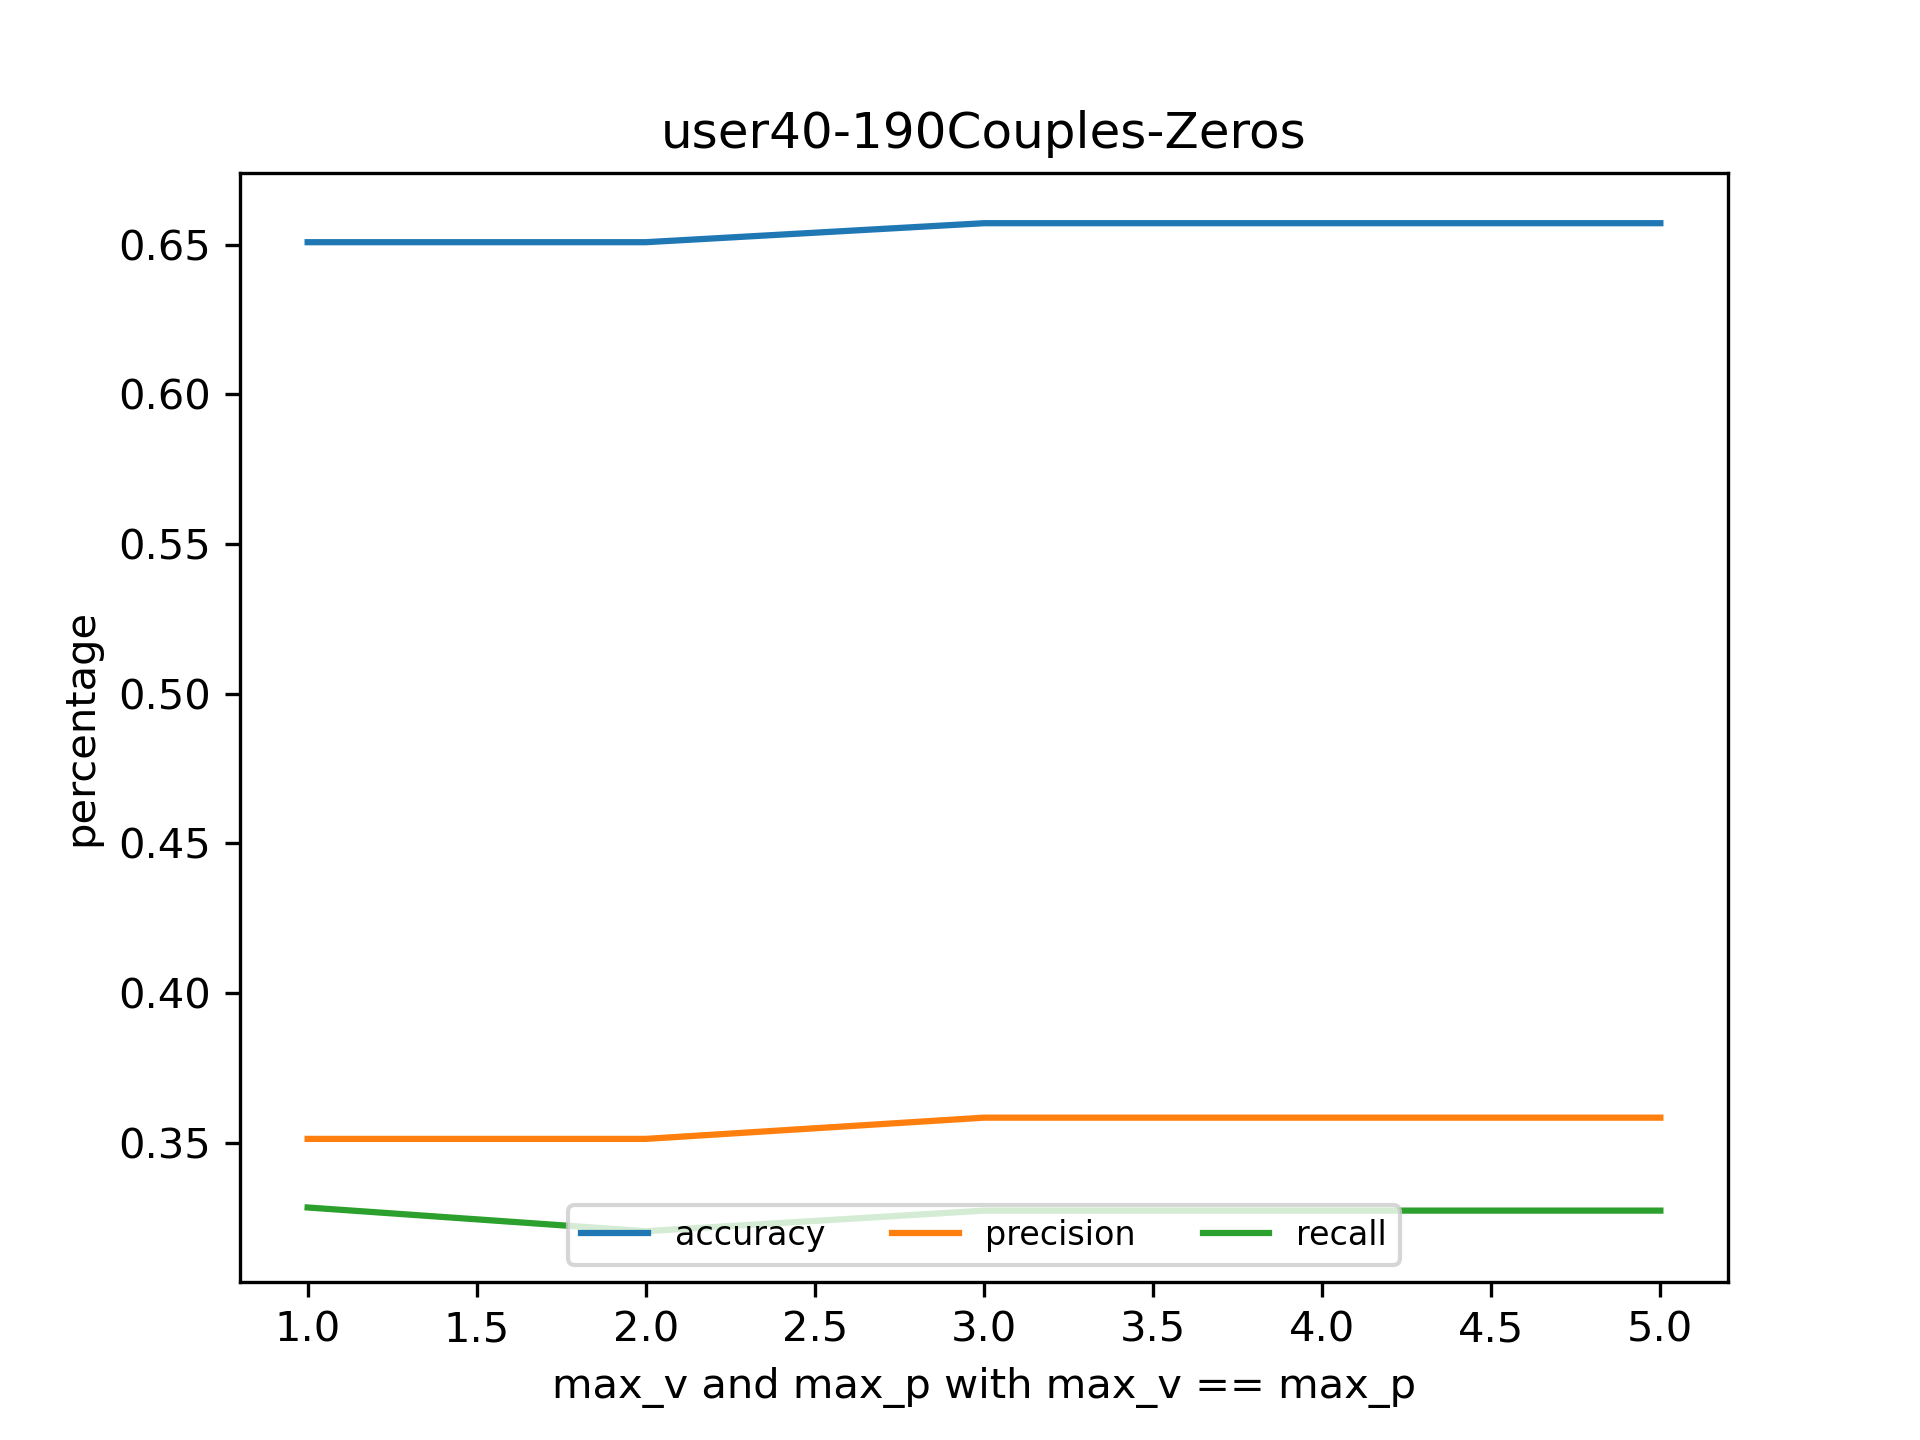 user40-190Couples-Zeros
percentage
0.65
0.60
0.55
0.50
0.45
0.40
0.35
accuracy precision recall
1.0 1.5 2.0 2.5 3.0 3.5 4.0 4.5 5.0
max_v and max_p with max_v == max_p